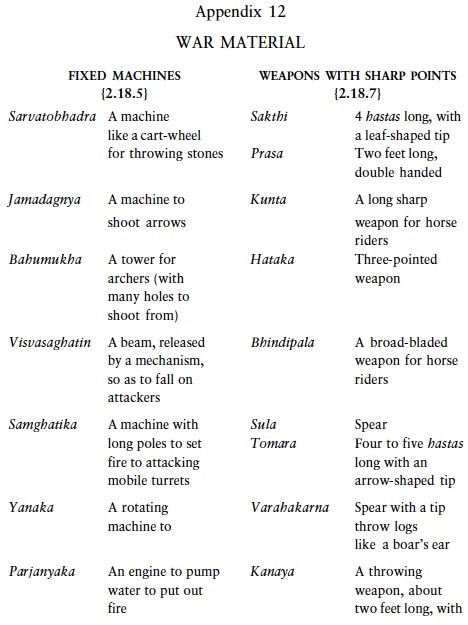 Appendix 12
WAR MATERIAL
FIXED MACHINES
{2.18.5}
Sarvatobhadra A machine
like a cart-wheel
for throwing stones
Jamadagnya A machine to
shoot arrows
Bahumukha A tower for
archers (with
many holes to
shoot from)
Visvasaghatin A beam, released
by a mechanism,
so as to fall on
attackers
Samghatika A machine with
long poles to set
fire to attacking
mobile turrets
Yanaka A rotating
machine to
Parjanyaka An engine to pump
water to put out
fire
WEAPONS WITH SHARP POINTS
{2.18.7}
Sakthi 4 hastas long, with
a leaf-shaped tip
Prasa Two feet long,
double handed
Kunta A long sharp
weapon for horse
riders
Hataka Three-pointed
weapon
Bhindipala A broad-bladed
weapon for horse
riders
Sula Spear
Tomara Four to five hastas
long with an
arrow-shaped tip
Varahakarna Spear with a tip
throw logs
like a boar's ear
Kanaya A throwing
weapon, about
two feet long, with